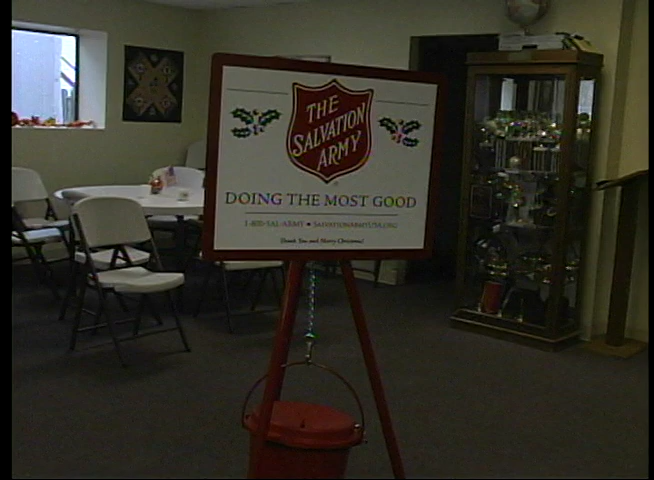 THE
SALVATION
ARMY
DOING THE MOST GOOD
1-800-SAL-ARMY • SALVATIONARMYUSA.ORG
Thank You and Merry Christmas!